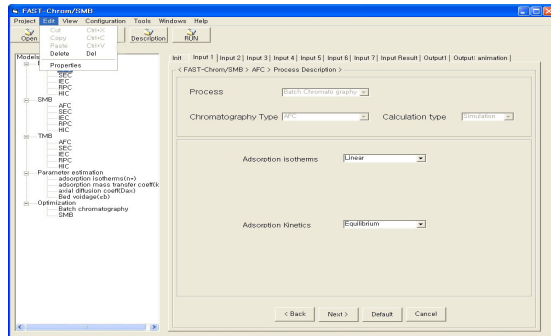 FAST-Chrom/SMB
Project Edit View Configuration Tools Windows Help
Open Description RUN
Cut Ctrl+X
Copy Ctrl+C
Paste Ctrl+V
Delete Del
Properties
Models
SEC
IEC
RPC
HIC
SMB
AFC
SEC
IEC
RPC
HIC
TMB
AFC
SEC
IEC
RPC
HIC
Parameter estimation
adsorption isotherms(n+)
adsorption mass transfer coeff(k
axial diffusion coeff(Dax)
Bed voidage(εb)
Optimization
Batch chromatography
SMB
Init Input 1 Input 2 Input 3 Input 4 Input 5 Input 6 Input 7 Input Result Output1 Output: animation
< FAST-Chrom/SMB > AFC > Process Description >
Process Batch Chromato graphy
Chromatography Type AFC Calculation type Simulation
Adsorption isotherms Linear
Adsorption Kinetics Equilibrium
< Back Next > Default Cancel